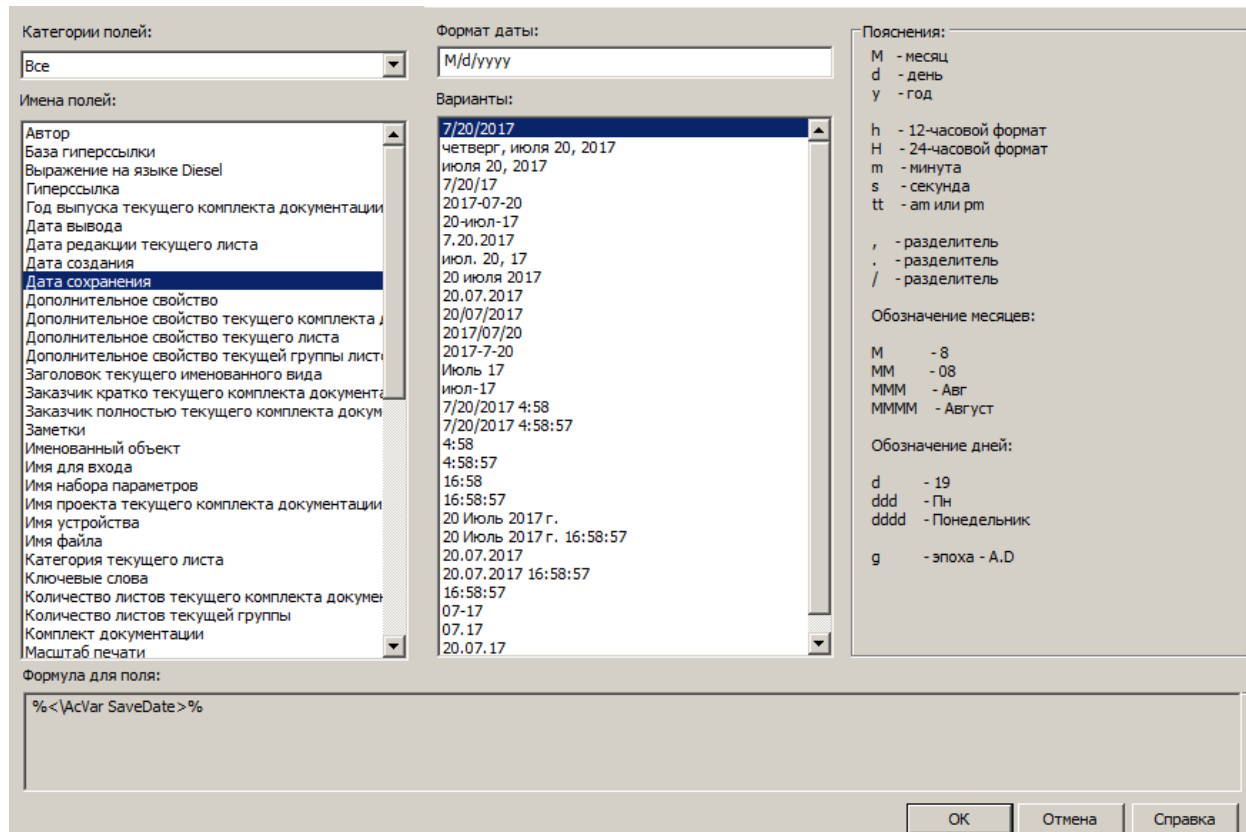 Категории полей:
Все
Имена полей:
Автор
База гиперссылки
Выражение на языке Diesel
Гиперссылка
Год выпуска текущего комплекта документации
Дата вывода
Дата редакции текущего листа
Дата создания
Дата сохранения
Дополнительное свойство
Дополнительное свойство текущего комплекта д
Дополнительное свойство текущего листа
Дополнительное свойство текущей группы листо
Заголовок текущего именованного вида
Заказчик кратко текущего комплекта документа
Заказчик полностью текущего комплекта докум
Заметки
Именованный объект
Имя для входа
Имя набора параметров
Имя проекта текущего комплекта документации
Имя устройства
Имя файла
Категория текущего листа
Ключевые слова
Количество листов текущего комплекта докумен
Количество листов текущей группы
Комплект документации
Масштаб печати
Формат даты:
M/d/yyyy
Варианты:
7/20/2017
четверг, июля 20, 2017
июля 20, 2017
7/20/17
2017-07-20
20-июл-17
7.20.2017
июл. 20, 17
20 июля 2017
20.07.2017
20/07/2017
2017/07/20
2017-7-20
Июль 17
июл-17
7/20/2017 4:58
7/20/2017 4:58:57
4:58
4:58:57
16:58
16:58:57
20 Июль 2017 г.
20 Июль 2017 г. 16:58:57
20.07.2017
20.07.2017 16:58:57
16:58:57
07-17
07.17
20.07.17
Пояснения:
M - месяц
d - день
y - год
h - 12-часовой формат
H - 24-часовой формат
m - минута
s - секунда
tt - am или pm
, - разделитель
. - разделитель
/ - разделитель
Обозначение месяцев:
M - 8
MM - 08
MMM - Авг
MMMM - Август
Обозначение дней:
d - 19
ddd - Пн
dddd - Понедельник
g - эпоха - A.D
Формула для поля:
%<\AcVar SaveDate>%
OK
Отмена
Справка